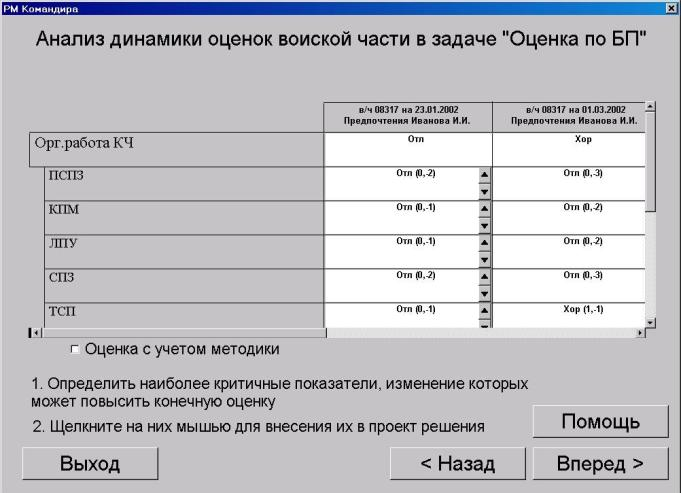 РМ Командира
Анализ динамики оценок воиской части в задаче "Оценка по БП"
в/ч 08317 на 23.01.2002 в/ч 08317 на 01.03.2002
Предпочтения Иванова И.И. Предпочтения Иванова И.И.
Орг.работа КЧ Отл Хор
ПСПЗ Отл (0,-2) Отл (0,-3)
КПМ Отл (0,-1) Отл (0,-2)
ЛПУ Отл (0,-1) Отл (0,-2)
СПЗ Отл (0,-2) Отл (0,-3)
ТСП Отл (0,-1) Хор (1,-1)
Оценка с учетом методики
1. Определить наиболее критичные показатели, изменение которых
может повысить конечную оценку
2. Щелкните на них мышью для внесения их в проект решения
Помощь
Выход < Назад Вперед >